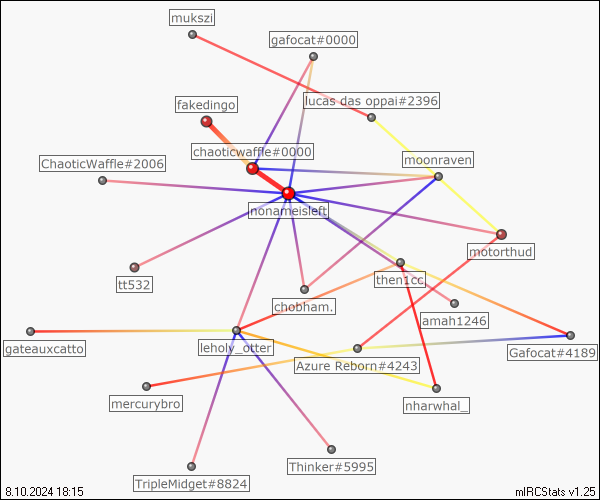 mukszi
gafocat#0000
lucas das oppai#2396
fakedingo
chaoticwaffle#0000
ChaoticWaffle#2006
moonraven
nonameisleft
motorthud
tt532
then1cc
chobham.
amah1246
gateauxcatto
leholy_otter
Gafocat#4189
Azure Reborn#4243
mercurybro
nharwhal_
Thinker#5995
TripleMidget#8824
8.10.2024 18:15
mIRCStats v1.25